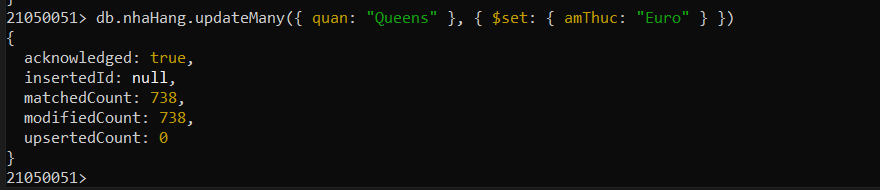 21050051> db.nhaHang.updateMany({ quan: "Queens" }, { $set: { amThuc: "Euro" } })
{
  acknowledged: true,
  insertedId: null,
  matchedCount: 738,
  modifiedCount: 738,
  upsertedCount: 0
}
21050051>